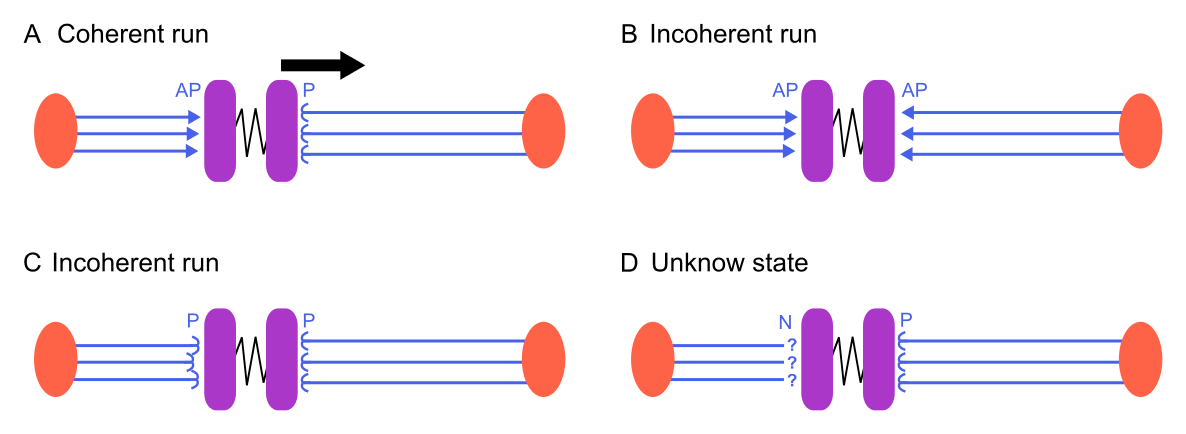 A Coherent run
AP
P
B Incoherent run
AP
AP
C Incoherent run
P
P
D Unknow state
N
P
?
?
?